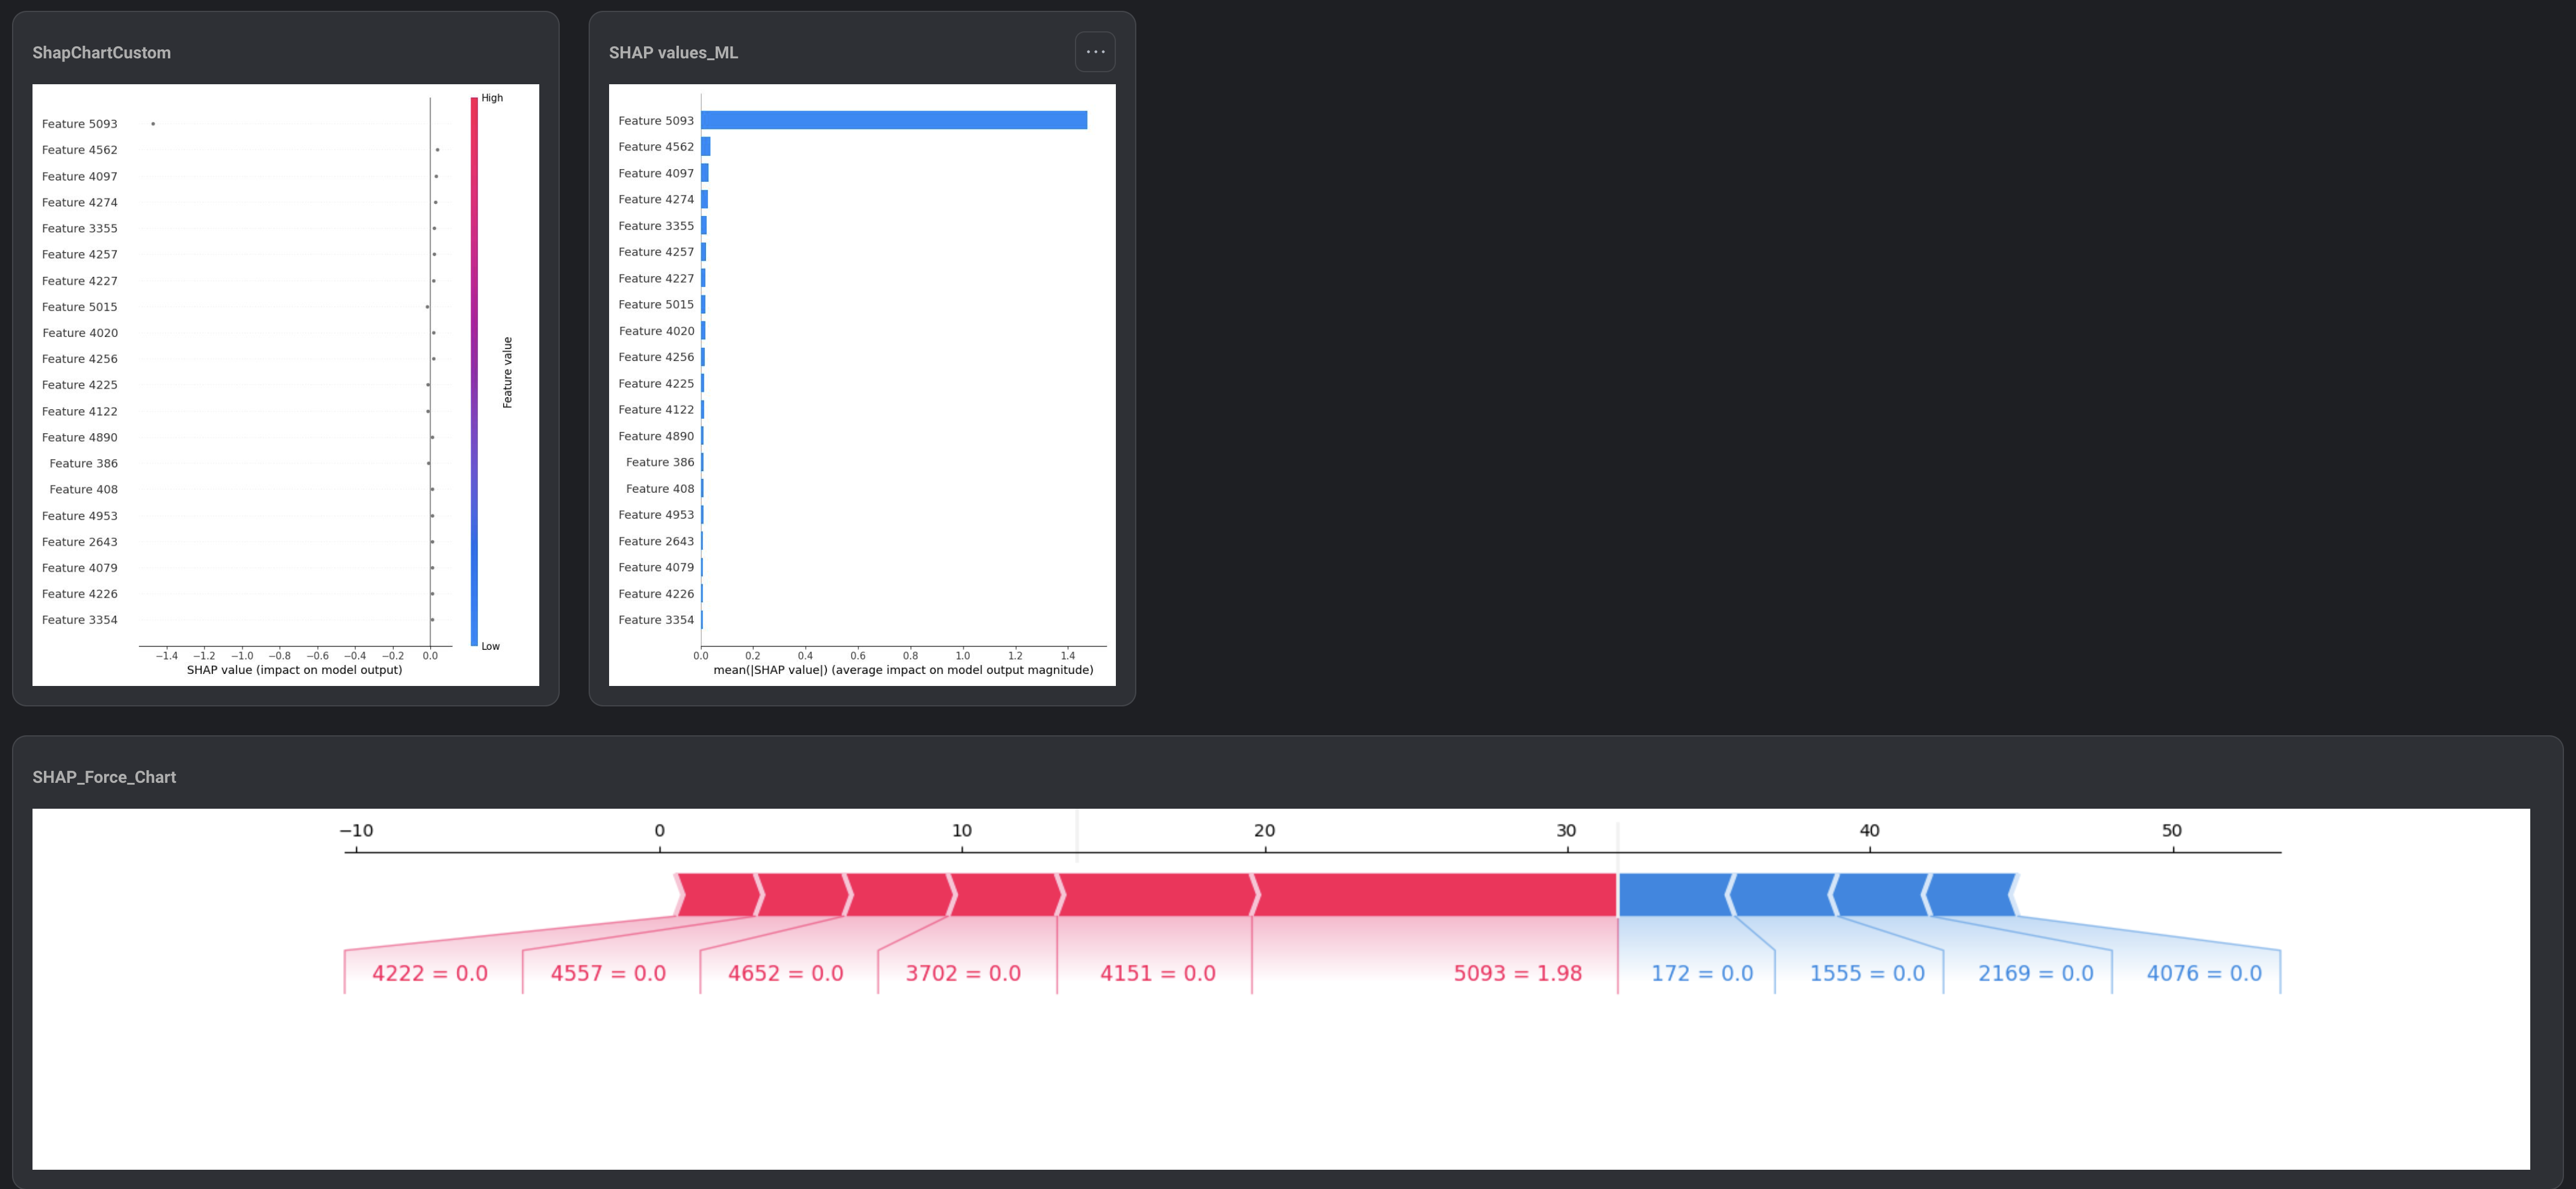 ShapChartCustom
High
Feature 5093
Feature 4562
Feature 4097
Feature 4274
Feature 3355
Feature 4257
Feature 4227
Feature 5015
Feature 4020
Feature 4256
Feature 4225
Feature 4122
Feature 4890
Feature 386
Feature 408
Feature 4953
Feature 2643
Feature 4079
Feature 4226
Feature 3354
Feature value
Low
−1.4 −1.2 −1.0 −0.8 −0.6 −0.4 −0.2 0.0
SHAP value (impact on model output)
SHAP values_ML
...
Feature 5093
Feature 4562
Feature 4097
Feature 4274
Feature 3355
Feature 4257
Feature 4227
Feature 5015
Feature 4020
Feature 4256
Feature 4225
Feature 4122
Feature 4890
Feature 386
Feature 408
Feature 4953
Feature 2643
Feature 4079
Feature 4226
Feature 3354
0.0 0.2 0.4 0.6 0.8 1.0 1.2 1.4
mean(|SHAP value|) (average impact on model output magnitude)
SHAP_Force_Chart
−10 0 10 20 30 40 50
4222 = 0.0 4557 = 0.0 4652 = 0.0 3702 = 0.0 4151 = 0.0 5093 = 1.98 172 = 0.0 1555 = 0.0 2169 = 0.0 4076 = 0.0